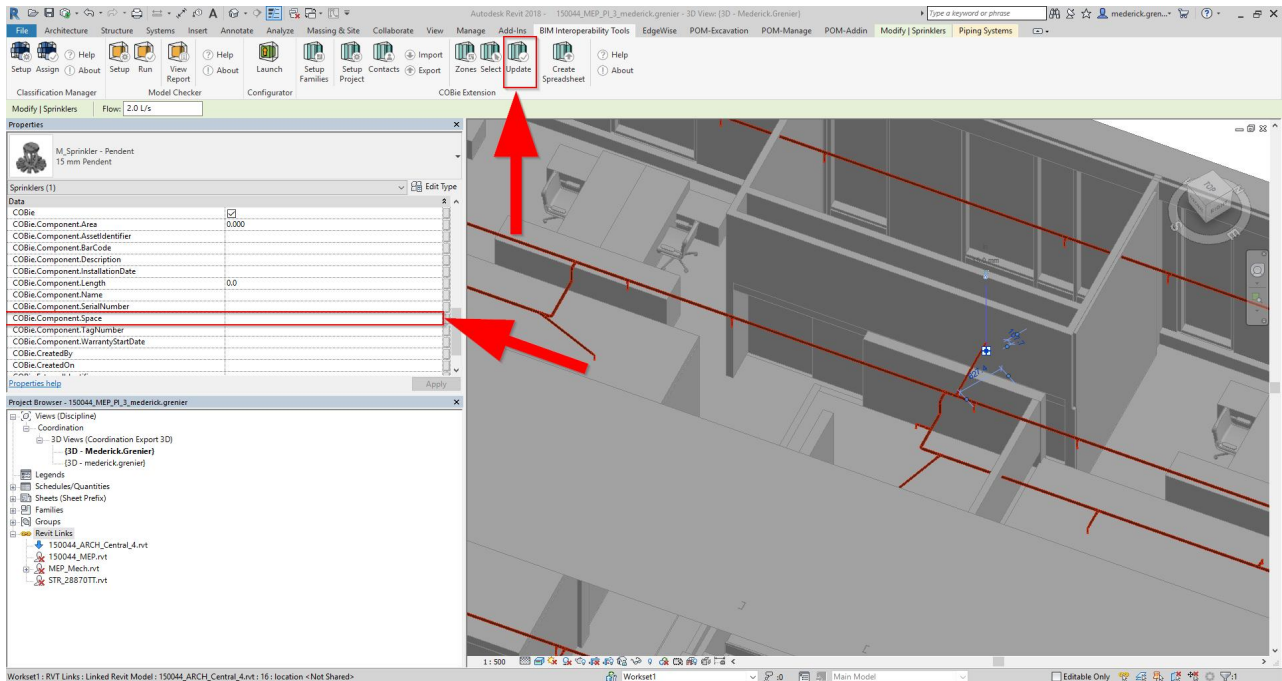 Autodesk Revit 2018 - 150044_MEP_PI_3_mederick.grenier - 3D View: {3D - Mederick.Grenier}
Type a keyword or phrase
mederick.gren...
File Architecture Structure Systems Insert Annotate Analyze Massing & Site Collaborate View Manage Add-Ins BIM Interoperability Tools EdgeWise POM-Excavation POM-Manage POM-Addin Modify | Sprinklers Piping Systems
Setup Assign Help About
Setup Run View Report Help About
Launch
Setup Families Setup Project Contacts Import Export Zones Select Update Create Spreadsheet Help About
Classification Manager Model Checker Configurator COBie Extension
Modify | Sprinklers Flow: 2.0 L/s
Properties
M_Sprinkler - Pendent
15 mm Pendent
Sprinklers (1) Edit Type
Data
COBie
COBie.Component.Area 0.000
COBie.Component.AssetIdentifier
COBie.Component.BarCode
COBie.Component.Description
COBie.Component.InstallationDate
COBie.Component.Length 0.0
COBie.Component.Name
COBie.Component.SerialNumber
COBie.Component.Space
COBie.Component.TagNumber
COBie.Component.WarrantyStartDate
COBie.CreatedBy
COBie.CreatedOn
Properties help Apply
Project Browser - 150044_MEP_PI_3_mederick.grenier
Views (Discipline)
Coordination
3D Views (Coordination Export 3D)
{3D - Mederick.Grenier}
{3D - mederick.grenier}
Legends
Schedules/Quantities
Sheets (Sheet Prefix)
Families
Groups
Revit Links
150044_ARCH_Central_4.rvt
150044_MEP.rvt
MEP_Mech.rvt
STR_28870TT.rvt
TOP
1 : 500
Workset1 : RVT Links : Linked Revit Model : 150044_ARCH_Central_4.rvt : 16 : location <Not Shared>
Workset1
:0
Main Model
Editable Only
:1